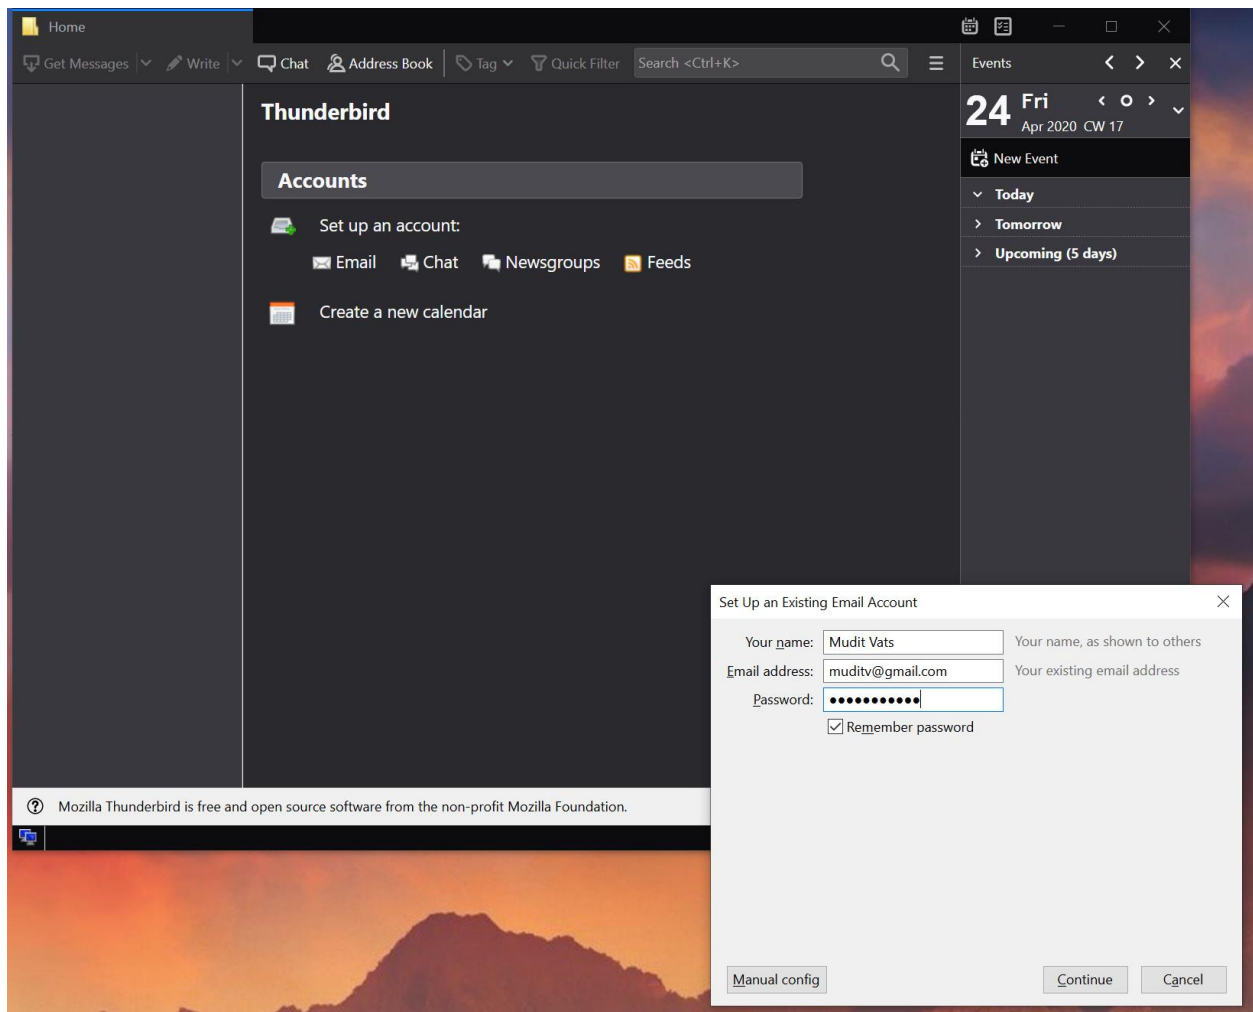 Home
Get Messages Write Chat Address Book Tag Quick Filter Search <Ctrl+K>
Thunderbird
Accounts
Set up an account:
Email Chat Newsgroups Feeds
Create a new calendar
Events
24 Fri
Apr 2020 CW 17
New Event
Today
Tomorrow
Upcoming (5 days)
Mozilla Thunderbird is free and open source software from the non-profit Mozilla Foundation.
Set Up an Existing Email Account
Your name: Mudit Vats Your name, as shown to others
Email address: muditv@gmail.com Your existing email address
Password: ●●●●●●●●●●●
Remember password
Manual config Continue Cancel